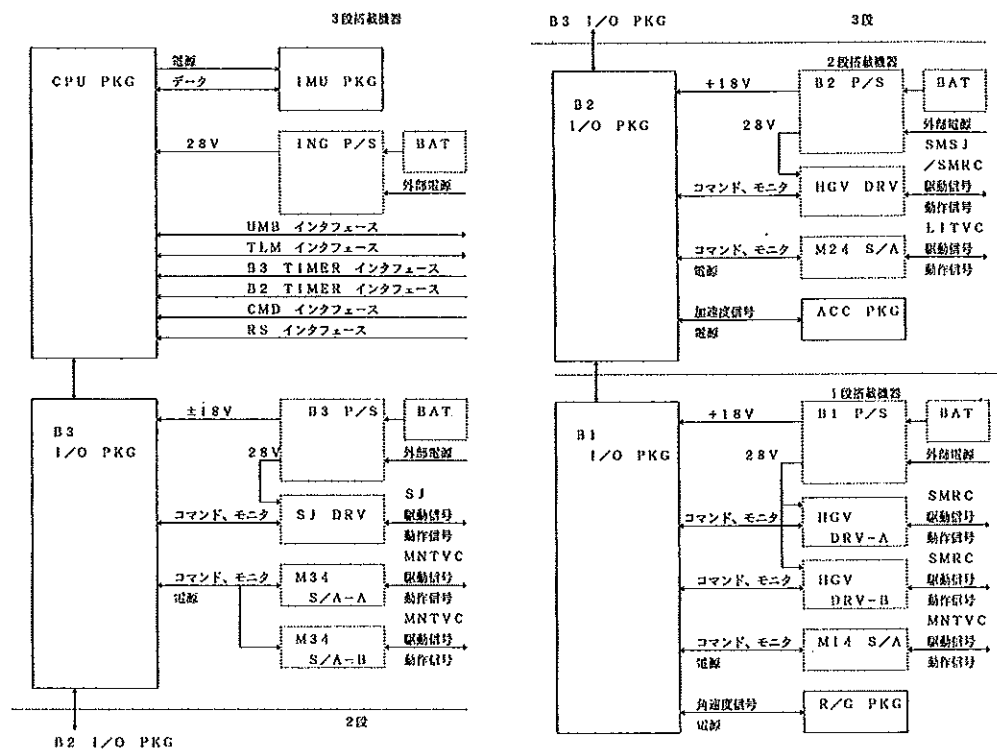 3段搭載機器
CPU PKG
電源
データ
IMU PKG
28V
ING P/S
BAT
外部電源
UMB インタフェース
TLM インタフェース
B3 TIMER インタフェース
B2 TIMER インタフェース
CMD インタフェース
RS インタフェース
B3
I/O PKG
±18V
B3 P/S
BAT
外部電源
28V
SJ
コマンド、モニタ
SJ DRV
駆動信号
動作信号
MNTVC
コマンド、モニタ
電源
M34
S/A-A
駆動信号
動作信号
MNTVC
M34
S/A-B
駆動信号
動作信号
2段
B2 I/O PKG
B3 I/O PKG
3段
2段搭載機器
B2
I/O PKG
+18V
B2 P/S
BAT
28V
外部電源
SMSJ
/SMRC
コマンド、モニタ
HGV DRV
駆動信号
動作信号
LITVC
コマンド、モニタ
電源
M24 S/A
駆動信号
動作信号
加速度信号
電源
ACC PKG
1段搭載機器
B1
I/O PKG
+18V
B1 P/S
BAT
28V
外部電源
SMRC
コマンド、モニタ
HGV
DRV-A
駆動信号
動作信号
SMRC
コマンド、モニタ
HGV
DRV-B
駆動信号
動作信号
MNTVC
コマンド、モニタ
電源
M14 S/A
駆動信号
動作信号
角速度信号
電源
R/G PKG